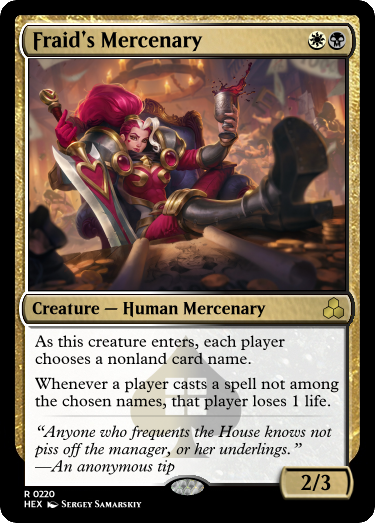 Fraid's Mercenary
Creature — Human Mercenary
As this creature enters, each player
chooses a nonland card name.
Whenever a player casts a spell not among
the chosen names, that player loses 1 life.
“Anyone who frequents the House knows not
piss off the manager, or her underlings.”
—An anonymous tip
2/3
R 0220
HEX Sergey Samarskiy